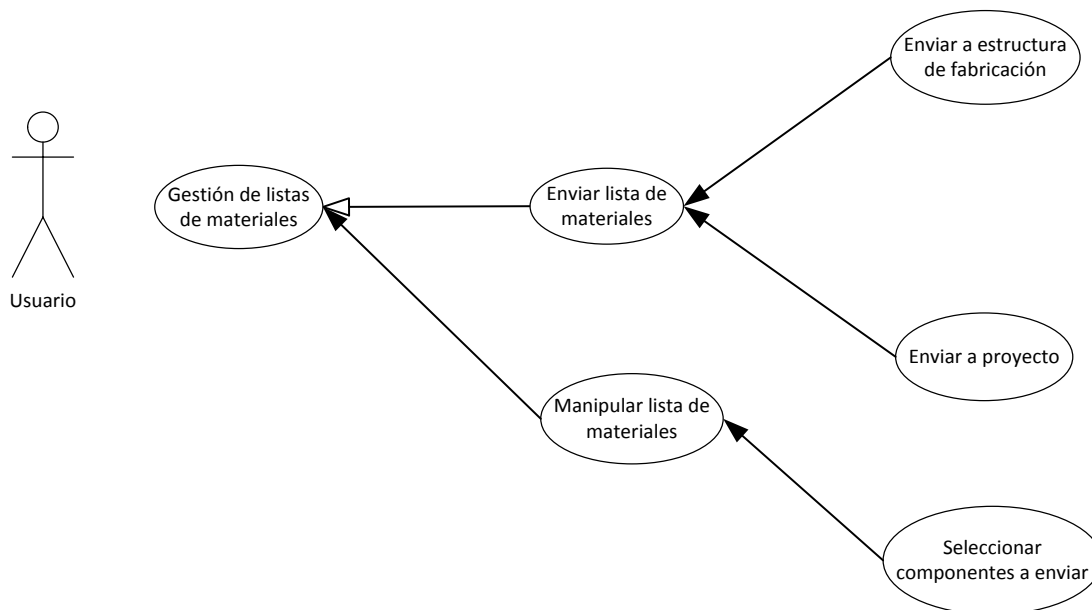 Enviar a estructura
de fabricación
Gestión de listas
de materiales
Enviar lista de
materiales
Usuario
Enviar a proyecto
Manipular lista de
materiales
Seleccionar
componentes a enviar